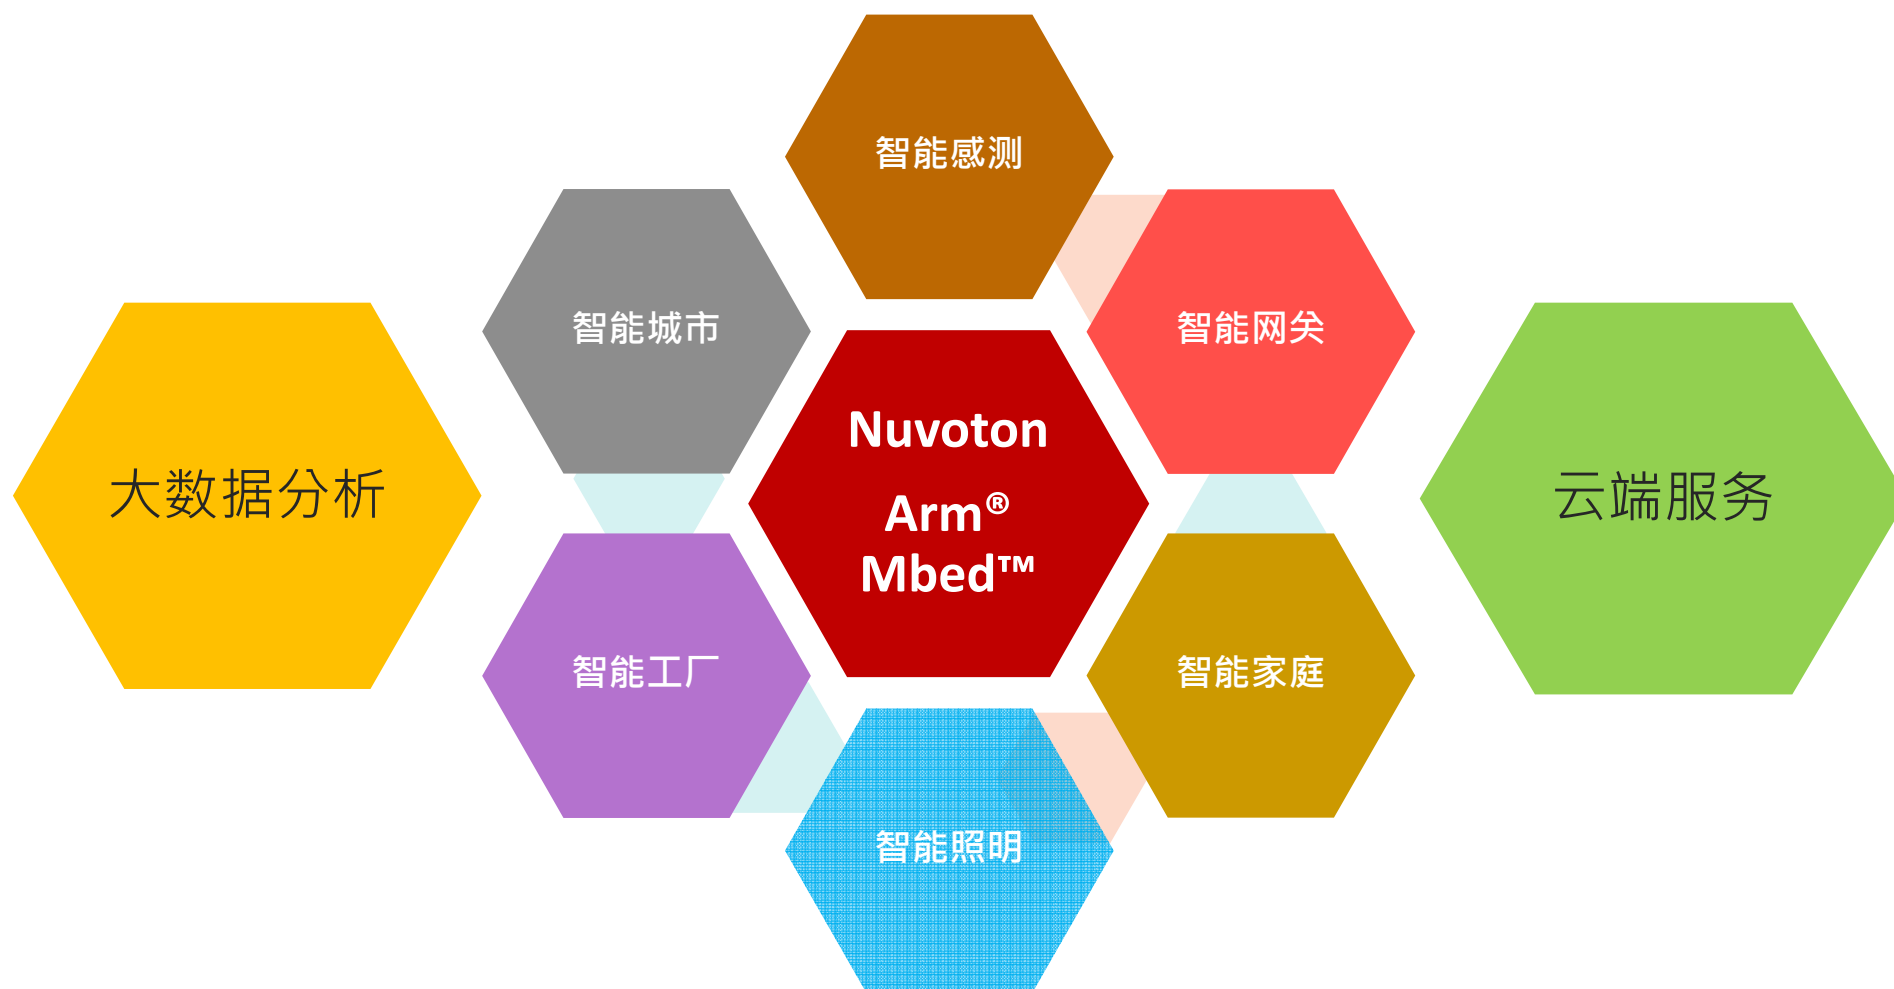 智能感测
智能城市
智能网关
大数据分析
Nuvoton
Arm®
Mbed™
云端服务
智能工厂
智能家庭
智能照明